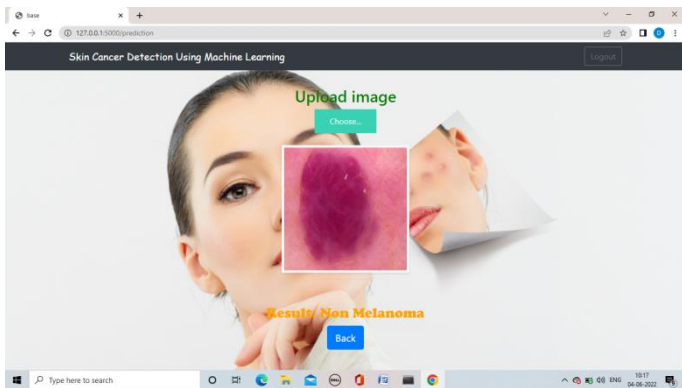 base
127.0.0.1:5000/prediction
Skin Cancer Detection Using Machine Learning
Logout
Upload image
Choose...
Result: Non Melanoma
Back
Type here to search
ENG
10:17
04-06-2022